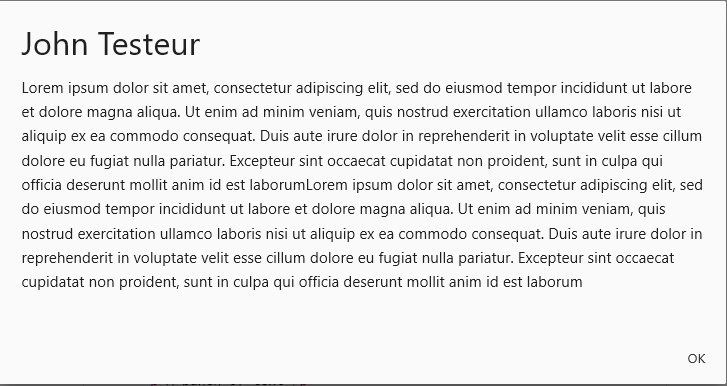 John Testeur
Lorem ipsum dolor sit amet, consectetur adipiscing elit, sed do eiusmod tempor incididunt ut labore
et dolore magna aliqua. Ut enim ad minim veniam, quis nostrud exercitation ullamco laboris nisi ut
aliquip ex ea commodo consequat. Duis aute irure dolor in reprehenderit in voluptate velit esse cillum
dolore eu fugiat nulla pariatur. Excepteur sint occaecat cupidatat non proident, sunt in culpa qui
officia deserunt mollit anim id est laborumLorem ipsum dolor sit amet, consectetur adipiscing elit, sed
do eiusmod tempor incididunt ut labore et dolore magna aliqua. Ut enim ad minim veniam, quis
nostrud exercitation ullamco laboris nisi ut aliquip ex ea commodo consequat. Duis aute irure dolor in
reprehenderit in voluptate velit esse cillum dolore eu fugiat nulla pariatur. Excepteur sint occaecat
cupidatat non proident, sunt in culpa qui officia deserunt mollit anim id est laborum
OK